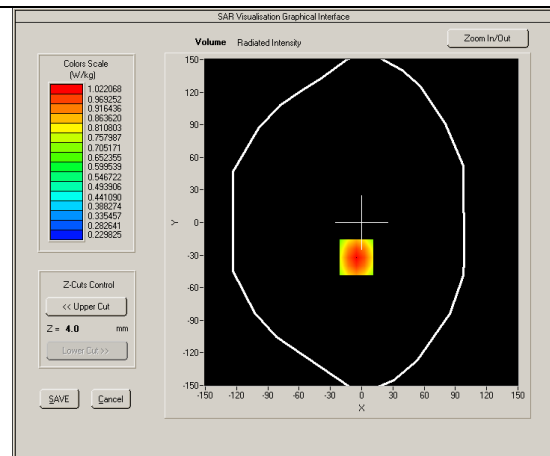 SAR Visualisation Graphical Interface
Volume Radiated Intensity
Zoom In/Out
Colors Scale
(W/kg)
1.022068
0.969252
0.916436
0.863620
0.810803
0.757987
0.705171
0.652355
0.599539
0.546722
0.493906
0.441090
0.388274
0.335457
0.282641
0.229825
Z-Cuts Control
<< Upper Cut
Z = 4.0 mm
Lower Cut >>
SAVE Cancel
150
120
90
60
30
0
-30
-60
-90
-120
-150
Y
-150 -120 -90 -60 -30 0 30 60 90 120 150
X